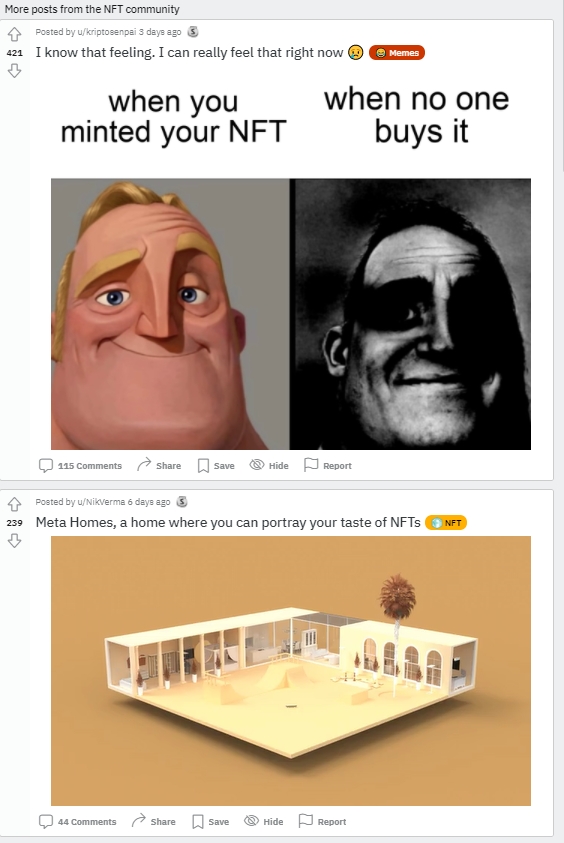 More posts from the NFT community
Posted by u/kriptosenpai 3 days ago
421
I know that feeling. I can really feel that right now 😢 Memes
when you
minted your NFT
when no one
buys it
115 Comments Share Save Hide Report
Posted by u/NikVerma 6 days ago
239
Meta Homes, a home where you can portray your taste of NFTs NFT
44 Comments Share Save Hide Report